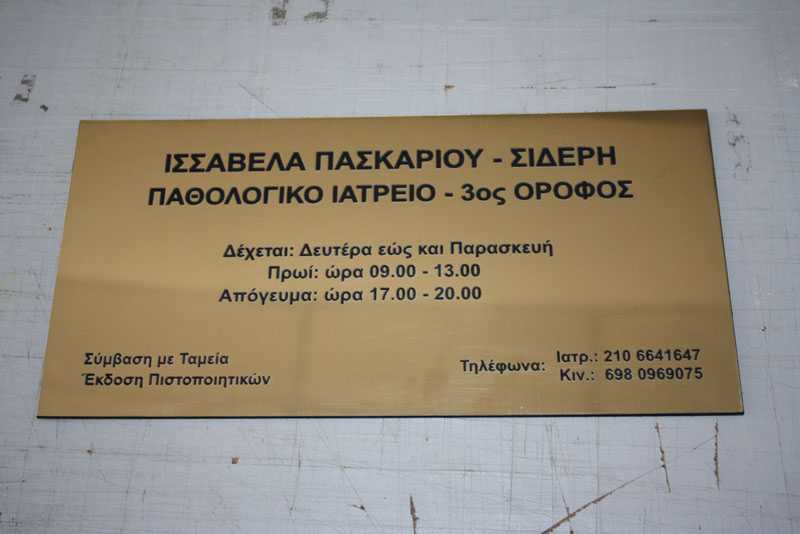 ΙΣΣΑΒΕΛΑ ΠΑΣΚΑΡΙΟΥ - ΣΙΔΕΡΗ
ΠΑΘΟΛΟΓΙΚΟ ΙΑΤΡΕΙΟ - 3ος ΟΡΟΦΟΣ
Δέχεται: Δευτέρα εώς και Παρασκευή
Πρωί: ώρα 09.00 - 13.00
Απόγευμα: ώρα 17.00 - 20.00
Σύμβαση με Ταμεία
Έκδοση Πιστοποιητικών
Τηλέφωνα: Ιατρ.: 210 6641647
Κιν.: 698 0969075